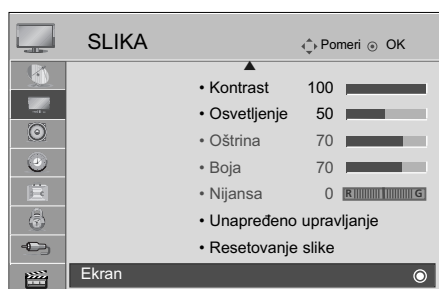 SLIKA Pomeri OK
• Kontrast 100
• Osvetljenje 50
• Oštrina 70
• Boja 70
• Nijansa 0 R G
• Unapređeno upravljanje
• Resetovanje slike
Ekran